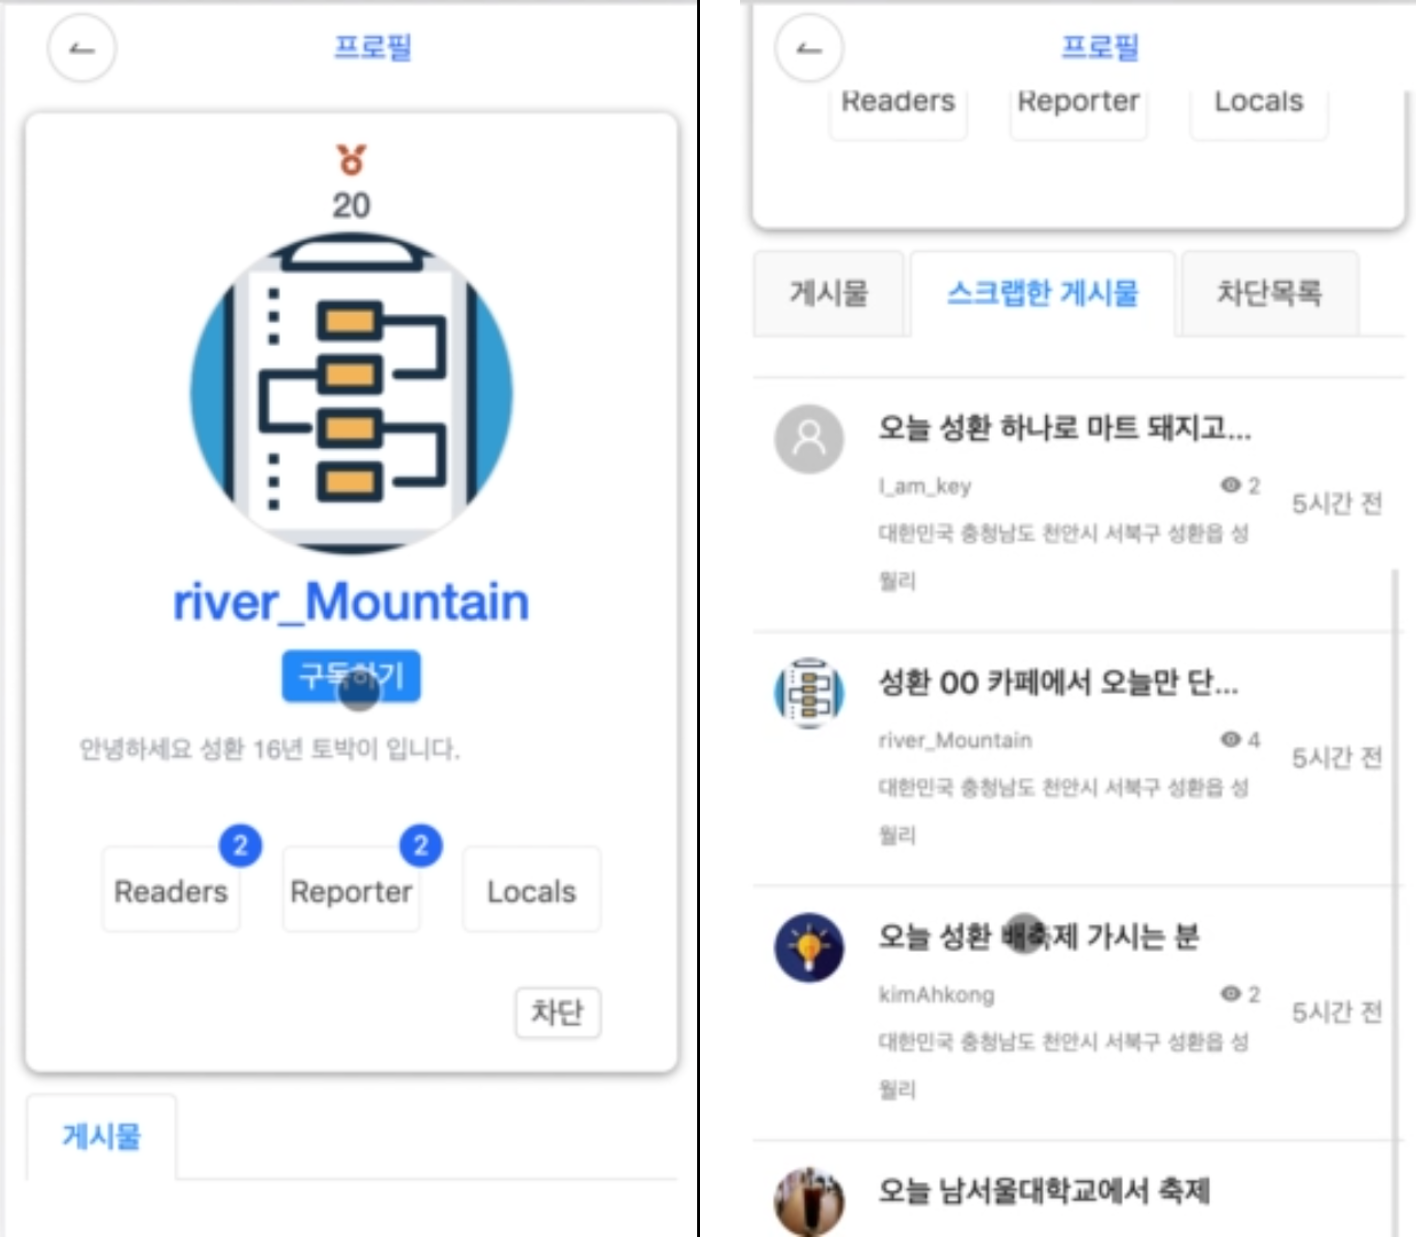 프로필
20
river_Mountain
구독하기
안녕하세요 성환 16년 토박이 입니다.
2
2
Readers
Reporter
Locals
차단
게시물
프로필
Readers
Reporter
Locals
게시물
스크랩한 게시물
차단목록
오늘 성환 하나로 마트 돼지고...
I_am_key
2
5시간 전
대한민국 충청남도 천안시 서북구 성환읍 성
월리
성환 00 카페에서 오늘만 단...
river_Mountain
4
5시간 전
대한민국 충청남도 천안시 서북구 성환읍 성
월리
오늘 성환 배축제 가시는 분
kimAhkong
2
5시간 전
대한민국 충청남도 천안시 서북구 성환읍 성
월리
오늘 남서울대학교에서 축제